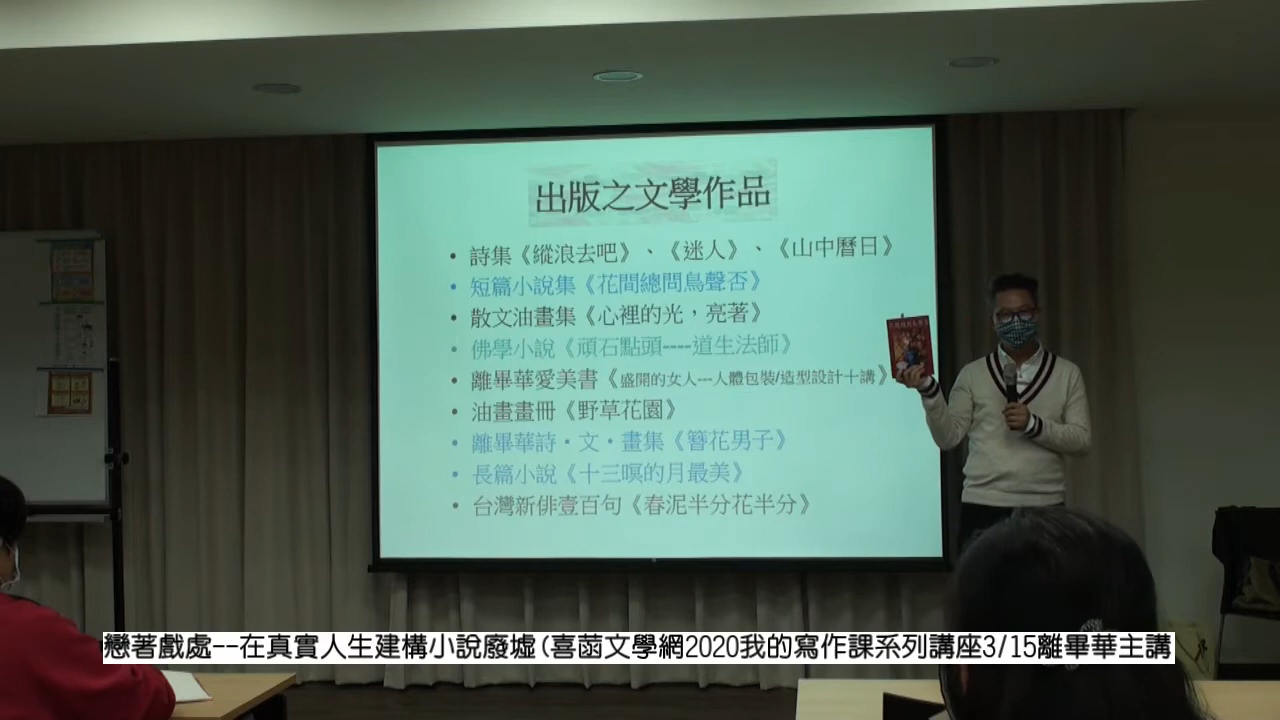 出版之文學作品
• 詩集《縱浪去吧》、《迷人》、《山中曆日》
• 短篇小說集《花間總問鳥聲否》
• 散文油畫集《心裡的光，亮著》
• 佛學小說《頑石點頭----道生法師》
• 離畢華愛美書《盛開的女人---人體包裝/造型設計十講》
• 油畫畫冊《野草花園》
• 離畢華詩‧文‧畫集《簪花男子》
• 長篇小說《十三暝的月最美》
• 台灣新俳壹百句《春泥半分花半分》
戀著戲處--在真實人生建構小說廢墟(喜菡文學網2020我的寫作課系列講座3/15離畢華主講